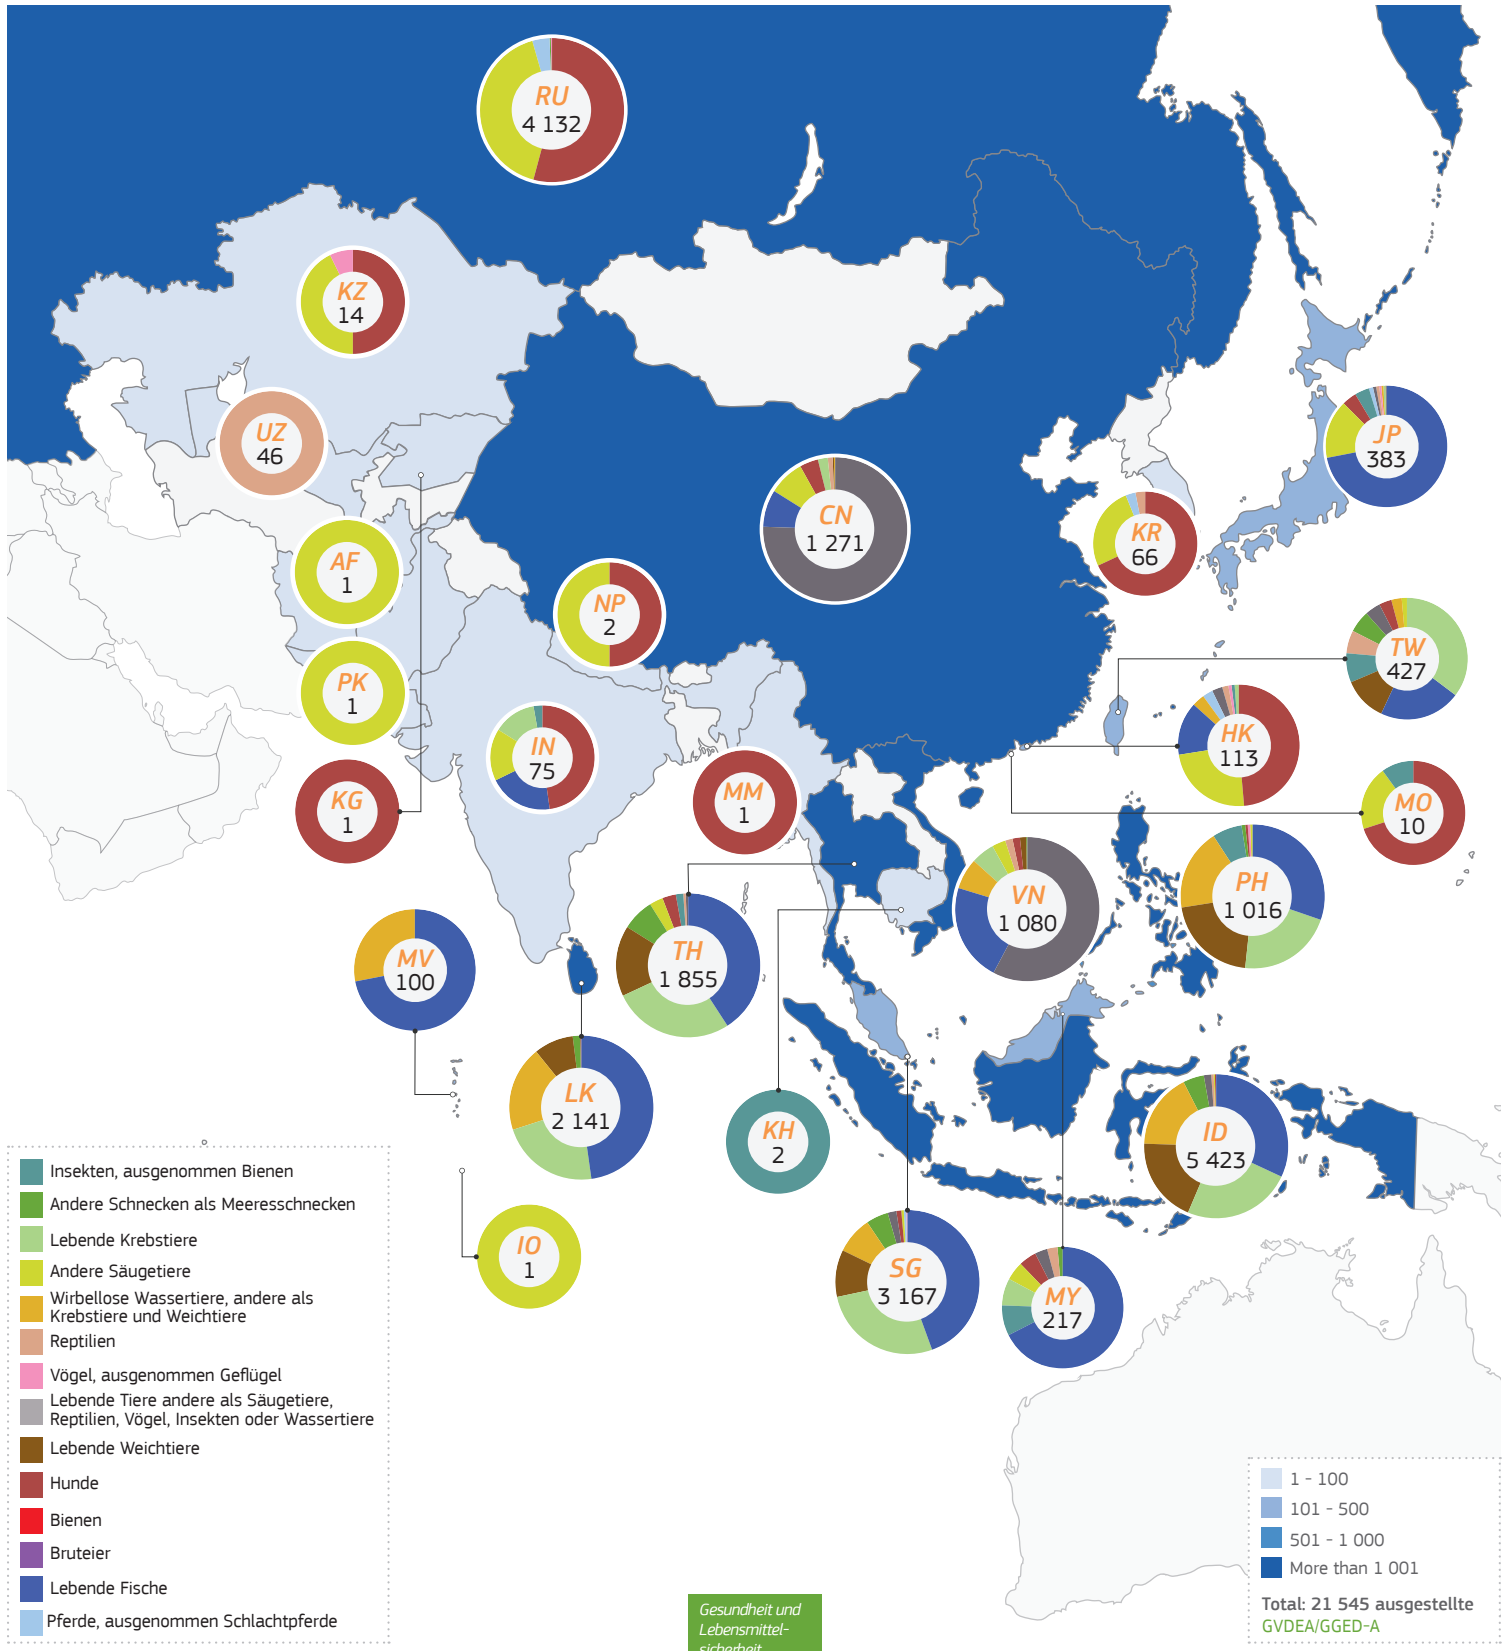 RU
4 132
KZ
14
UZ
46
JP
383
CN
1 271
KR
66
AF
1
NP
2
TW
427
PK
1
IN
75
HK
113
KG
1
MM
1
MO
10
PH
1 016
VN
1 080
MV
100
TH
1 855
LK
2 141
KH
2
ID
5 423
IO
1
SG
3 167
MY
217
Insekten, ausgenommen Bienen
Andere Schnecken als Meeresschnecken
Lebende Krebstiere
Andere Säugetiere
Wirbellose Wassertiere, andere als
Krebstiere und Weichtiere
Reptilien
Vögel, ausgenommen Geflügel
Lebende Tiere andere als Säugetiere,
Reptilien, Vögel, Insekten oder Wassertiere
Lebende Weichtiere
Hunde
Bienen
Bruteier
Lebende Fische
Pferde, ausgenommen Schlachtpferde
1 - 100
101 - 500
501 - 1 000
More than 1 001
Total: 21 545 ausgestellte
GVDEA/GGED-A
Gesundheit und
Lebensmittel-
sicherheit